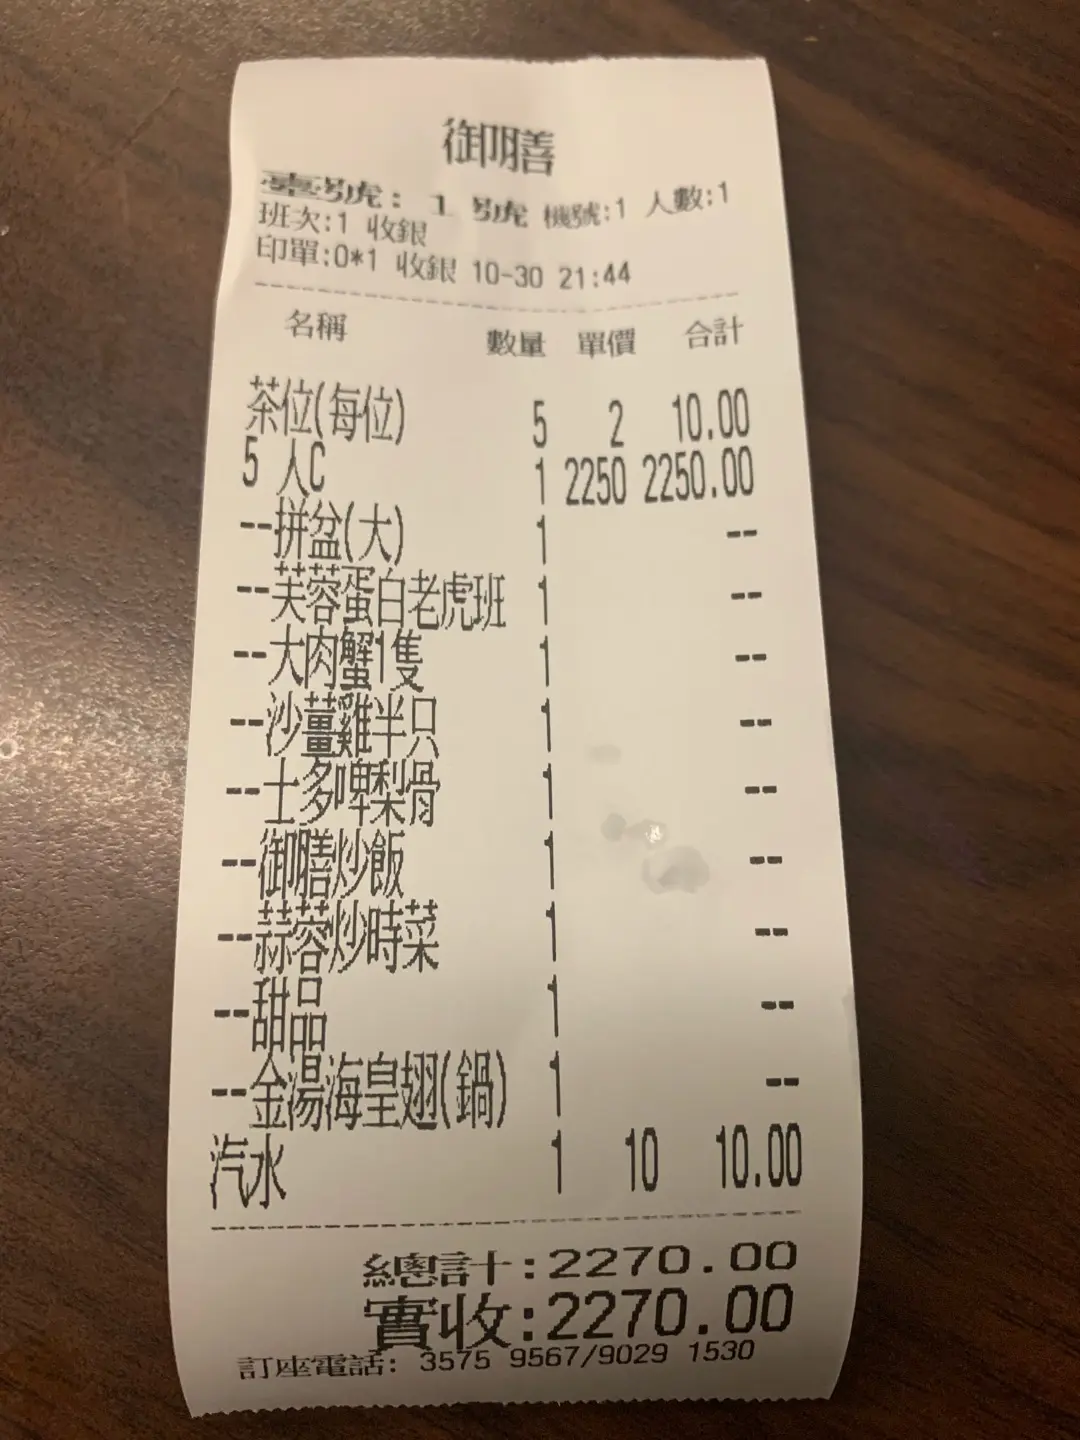 御膳
臺號: 1 號 機號:1 人數:1
班次:1 收銀
印單:0*1 收銀 10-30 21:44
名稱 數量 單價 合計
茶位(每位) 5 2 10.00
5 人C 1 2250 2250.00
--拼盆(大) 1 --
--芙蓉蛋白老虎班 1 --
--大肉蟹1隻 1 --
--沙薑雞半只 1 --
--士多啤梨骨 1 --
--御膳炒飯 1 --
--蒜蓉炒時菜 1 --
--甜品 1 --
--金湯海皇翅(鍋) 1 --
汽水 1 10 10.00
總計:2270.00
實收:2270.00
訂座電話: 3575 9567/9029 1530